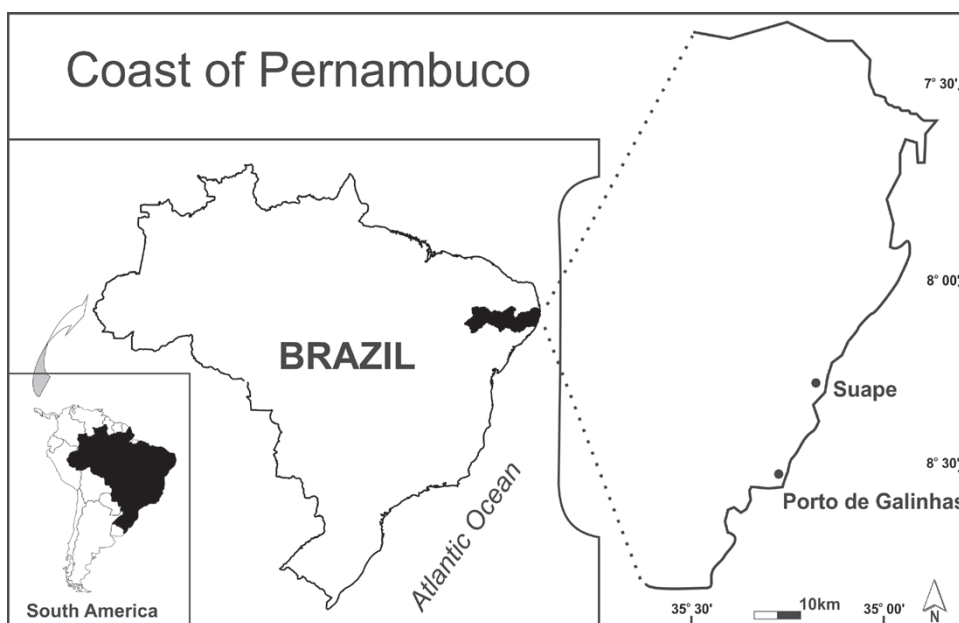 Coast of Pernambuco
BRAZIL
Atlantic Ocean
South America
7° 30'
8° 00'
Suape
8° 30'
Porto de Galinhas
10km
35° 30'
35° 00'
N